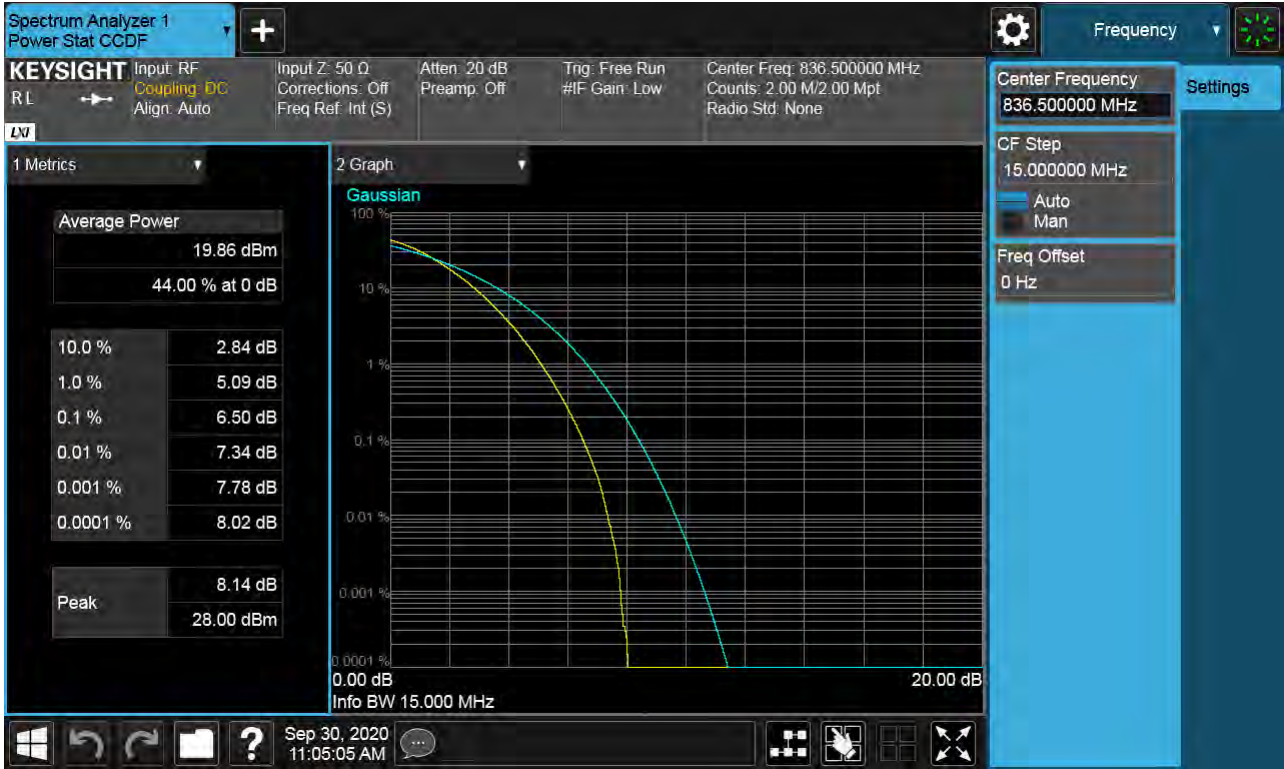 Spectrum Analyzer 1
Power Stat CCDF
+
Frequency
KEYSIGHT
R L
LXI
Input: RF
Coupling: DC
Align: Auto
Input Z: 50 Ω
Corrections: Off
Freq Ref: Int (S)
Atten: 20 dB
Preamp: Off
Trig: Free Run
#IF Gain: Low
Center Freq: 836.500000 MHz
Counts: 2.00 M/2.00 Mpt
Radio Std: None
Center Frequency
836.500000 MHz
Settings
CF Step
15.000000 MHz
Auto
Man
Freq Offset
0 Hz
1 Metrics
Average Power
19.86 dBm
44.00 % at 0 dB
10.0 % 2.84 dB
1.0 % 5.09 dB
0.1 % 6.50 dB
0.01 % 7.34 dB
0.001 % 7.78 dB
0.0001 % 8.02 dB
Peak 8.14 dB
28.00 dBm
2 Graph
Gaussian
100 %
10 %
1 %
0.1 %
0.01 %
0.001 %
0.0001 %
0.00 dB 20.00 dB
Info BW 15.000 MHz
?
Sep 30, 2020
11:05:05 AM